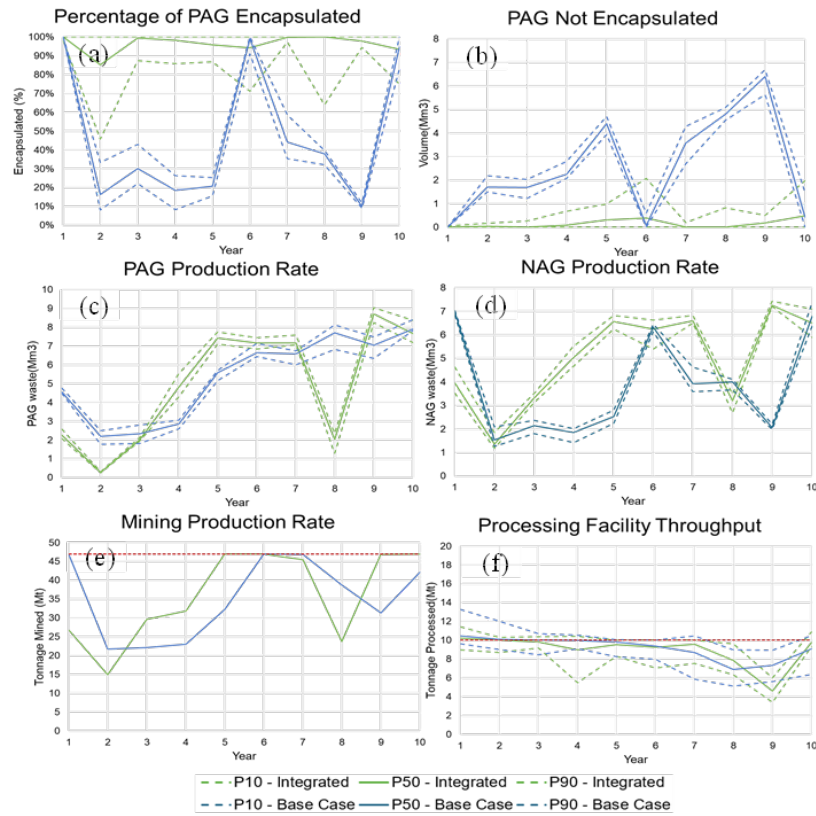 Percentage of PAG Encapsulated
PAG Not Encapsulated
(a)
(b)
Encapsulated (%)
100%
90%
80%
70%
60%
50%
40%
30%
20%
10%
0%
1 2 3 4 5 6 7 8 9 10
Year
Volume(Mm3)
8
7
6
5
4
3
2
1
0
1 2 3 4 5 6 7 8 9 10
Year
PAG Production Rate
NAG Production Rate
(c)
(d)
PAG waste(Mm3)
10
9
8
7
6
5
4
3
2
1
0
1 2 3 4 5 6 7 8 9 10
Year
NAG waste(Mm3)
8
7
6
5
4
3
2
1
0
1 2 3 4 5 6 7 8 9 10
Year
Mining Production Rate
Processing Facility Throughput
(e)
(f)
Tonnage Mined (Mt)
50
45
40
35
30
25
20
15
10
5
0
1 2 3 4 5 6 7 8 9 10
Year
Tonnage Processed(Mt)
20
18
16
14
12
10
8
6
4
2
0
1 2 3 4 5 6 7 8 9 10
Year
P10 - Integrated P50 - Integrated P90 - Integrated
P10 - Base Case P50 - Base Case P90 - Base Case